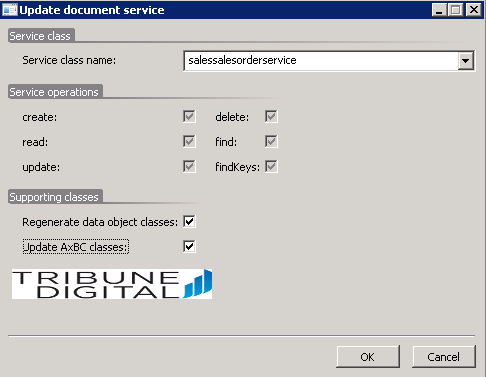 Update document service
Service class
Service class name: salessalesorderservice
Service operations
create: delete:
read: find:
update: findKeys:
Supporting classes
Regenerate data object classes:
Update AxBC classes:
TRIBUNE
DIGITAL
OK Cancel